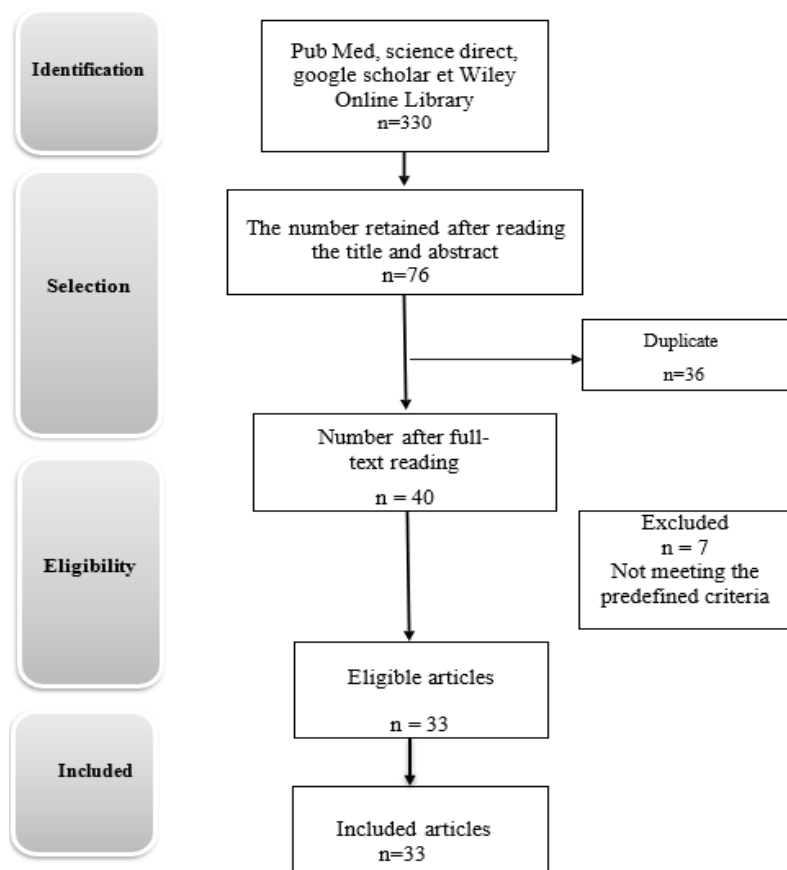 Identification
Pub Med, science direct,
google scholar et Wiley
Online Library
n=330
Selection
The number retained after reading
the title and abstract
n=76
Duplicate
n=36
Number after full-
text reading
n = 40
Eligibility
Excluded
n = 7
Not meeting the
predefined criteria
Eligible articles
n = 33
Included
Included articles
n=33